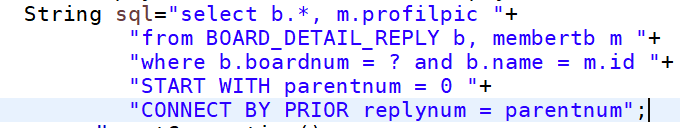 String sql="select b.*, m.profilpic "+
"from BOARD_DETAIL_REPLY b, membertb m "+
"where b.boardnum = ? and b.name = m.id "+
"START WITH parentnum = 0 "+
"CONNECT BY PRIOR replynum = parentnum";